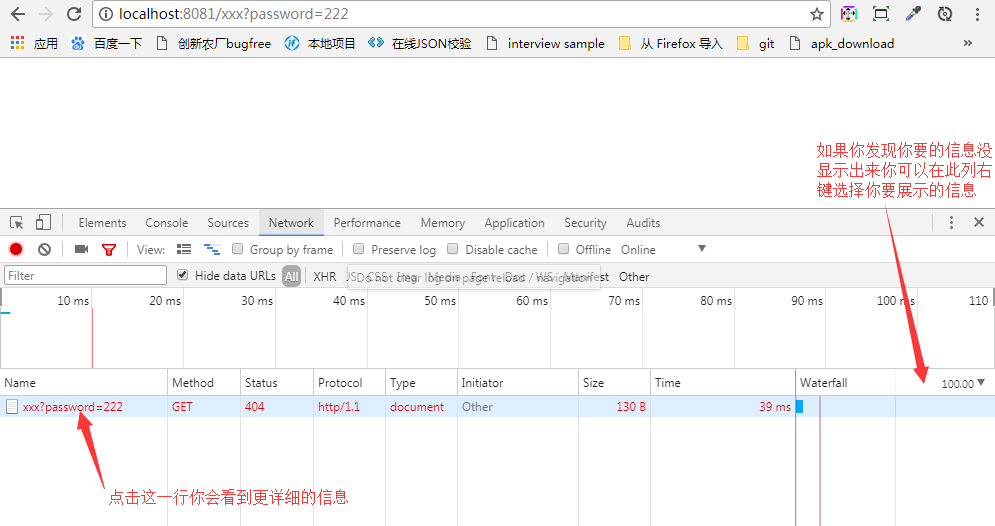 localhost:8081/xxx?password=222
应用 百度一下 创新农厂bugfree 本地项目 在线JSON校验 interview sample 从 Firefox 导入 git apk_download »
如果你发现你要的信息没
显示出来你可以在此列右
键选择你要展示的信息
Elements Console Sources Network Performance Memory Application Security Audits
View: Group by frame Preserve log Disable cache Offline Online
Filter Hide data URLs All XHR JS CSS Img Media Font Doc WS Manifest Other
Do not clear log on page reload / navigation
10 ms 20 ms 30 ms 40 ms 50 ms 60 ms 70 ms 80 ms 90 ms 100 ms 110
Name Method Status Protocol Type Initiator Size Time Waterfall 100.00
xxx?password=222 GET 404 http/1.1 document Other 130 B 39 ms
点击这一行你会看到更详细的信息